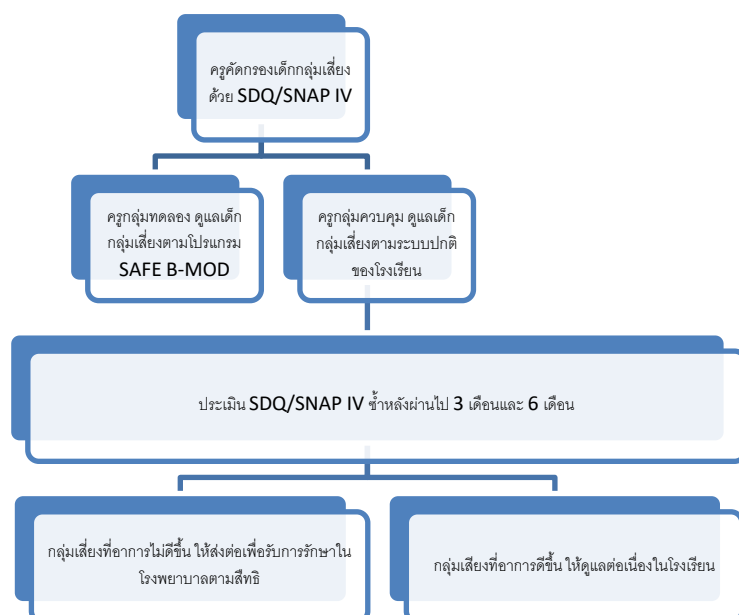 ครูคัดกรองเด็กกลุ่มเสี่ยง
ด้วย SDQ/SNAP IV
ครูกลุ่มทดลอง ดูแลเด็ก
กลุ่มเสี่ยงตามโปรแกรม
SAFE B-MOD
ครูกลุ่มควบคุม ดูแลเด็ก
กลุ่มเสี่ยงตามระบบปกติ
ของโรงเรียน
ประเมิน SDQ/SNAP IV ซ้ำหลังผ่านไป 3 เดือนและ 6 เดือน
กลุ่มเสี่ยงที่อาการไม่ดีขึ้น ให้ส่งต่อเพื่อรับการรักษาใน
โรงพยาบาลตามสิทธิ
กลุ่มเสี่ยงที่อาการดีขึ้น ให้ดูแลต่อเนื่องในโรงเรียน